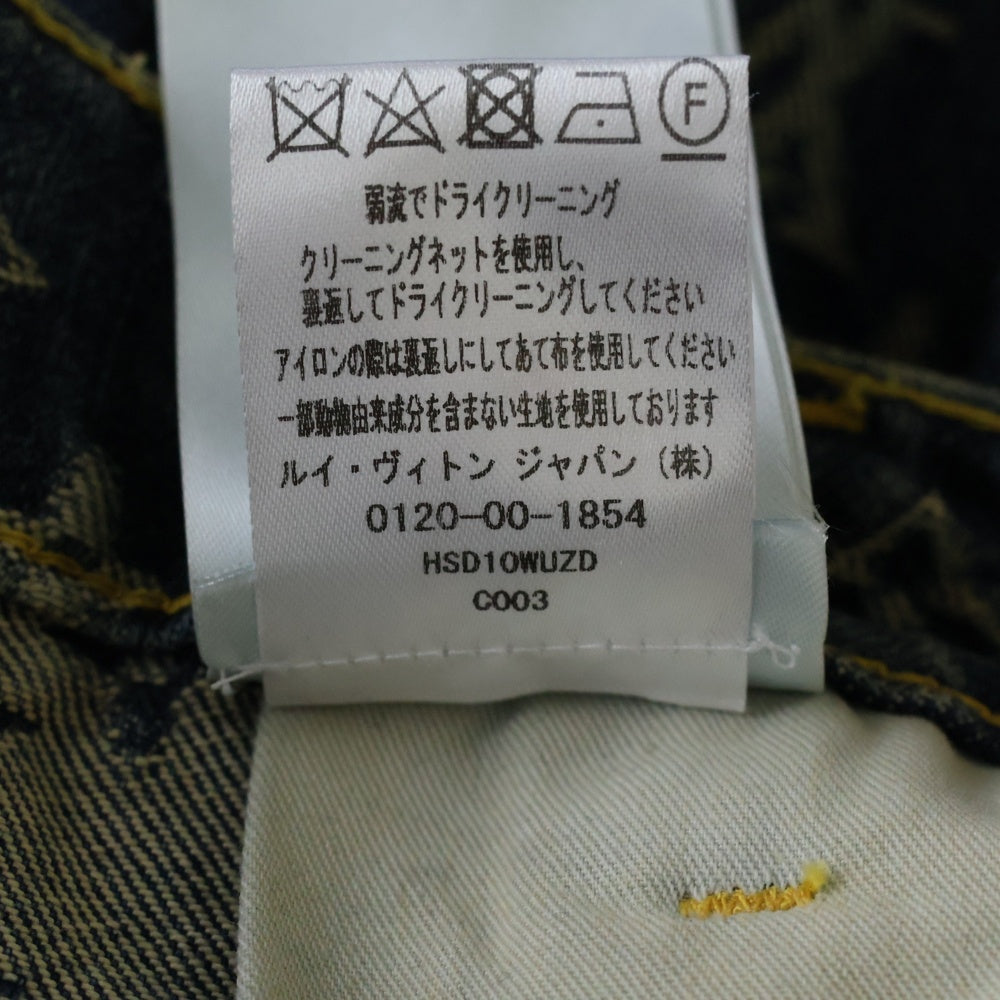 F
弱流でドライクリーニング
クリーニングネットを使用し、
裏返してドライクリーニングしてください
アイロンの際は裏返しにしてあて布を使用してください
一部動物由来成分を含まない生地を使用しております
ルイ・ヴィトン ジャパン（株）
0120-00-1854
HSD10WUZD
C003